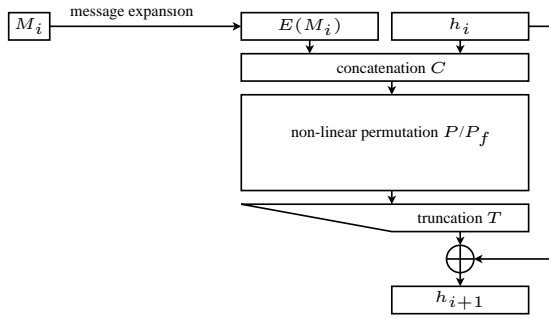 message expansion
M_i E(M_i) h_i
concatenation C
non-linear permutation P/P_f
truncation T
h_{i+1}